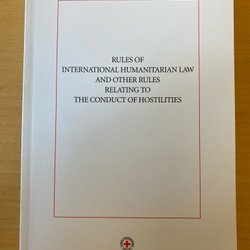 RULES OF
INTERNATIONAL HUMANITARIAN LAW
AND OTHER RULES
RELATING TO
THE CONDUCT OF HOSTILITIES